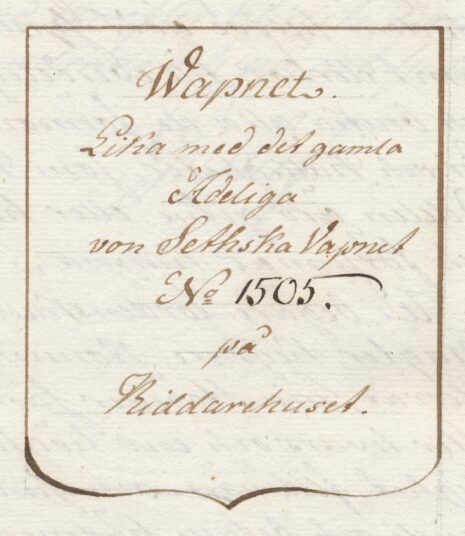 Wapnet.
Lika med det gamla
Adeliga
von Sethska Vapnet
No 1505.
på
Riddarehuset.